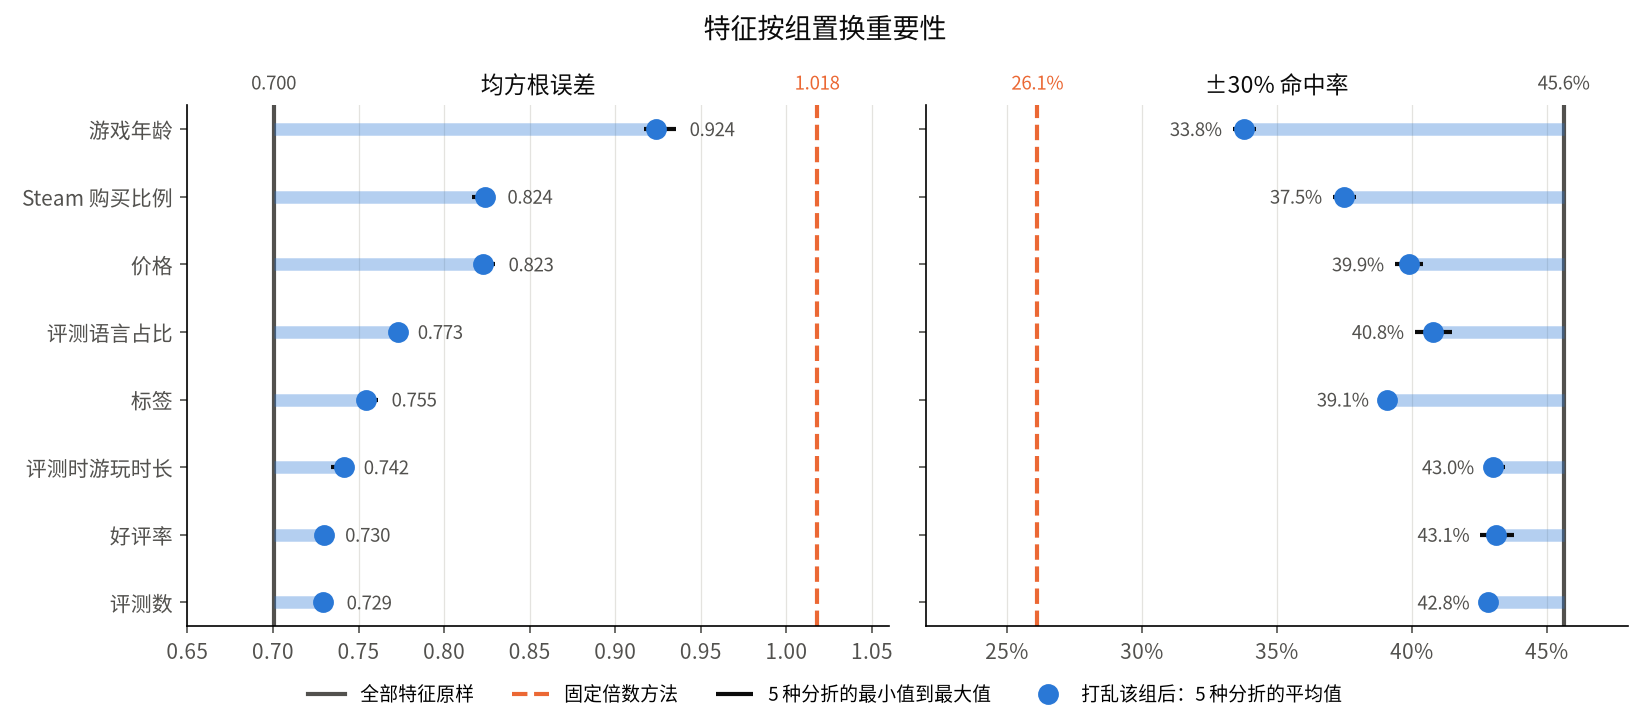 特征按组置换重要性
均方根误差
0.700
1.018
游戏年龄
0.924
Steam 购买比例
0.824
价格
0.823
评测语言占比
0.773
标签
0.755
评测时游玩时长
0.742
好评率
0.730
评测数
0.729
0.65 0.70 0.75 0.80 0.85 0.90 0.95 1.00 1.05
±30% 命中率
26.1%
45.6%
33.8%
37.5%
39.9%
40.8%
39.1%
43.0%
43.1%
42.8%
25% 30% 35% 40% 45%
全部特征原样
固定倍数方法
5 种分折的最小值到最大值
打乱该组后：5 种分折的平均值